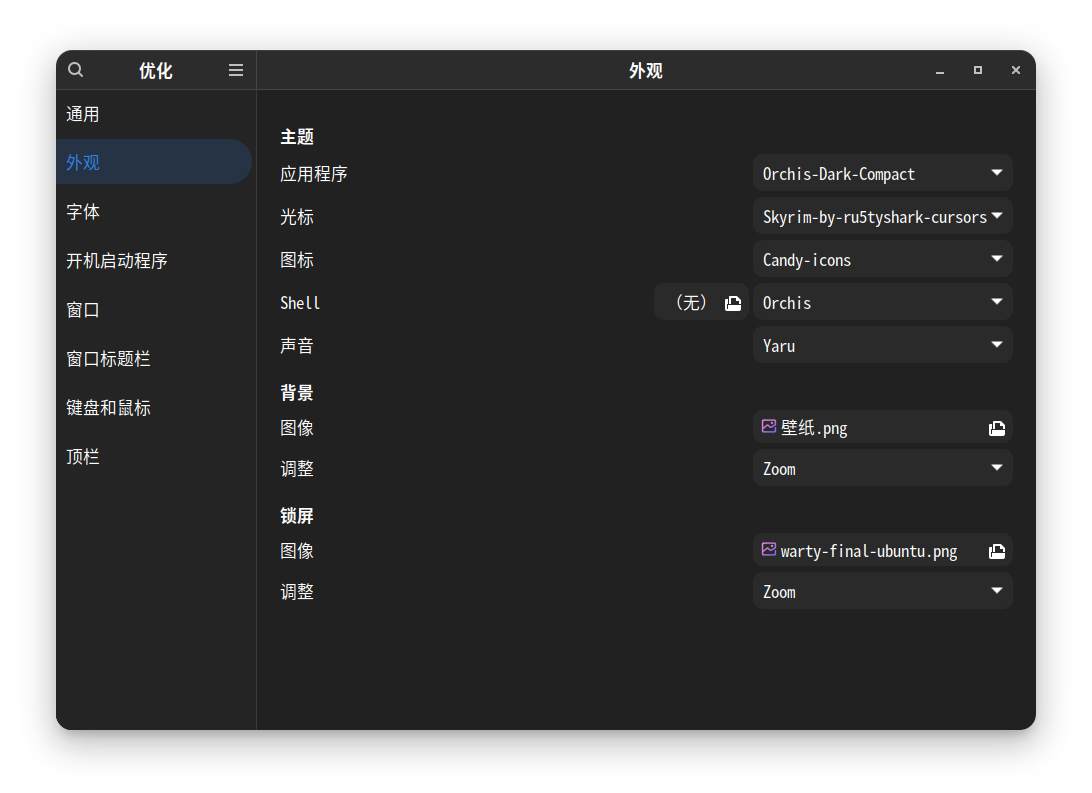 优化
外观
通用
外观
字体
开机启动程序
窗口
窗口标题栏
键盘和鼠标
顶栏
主题
应用程序 Orchis-Dark-Compact
光标 Skyrim-by-ru5tyshark-cursors
图标 Candy-icons
Shell （无） Orchis
声音 Yaru
背景
图像 壁纸.png
调整 Zoom
锁屏
图像 warty-final-ubuntu.png
调整 Zoom